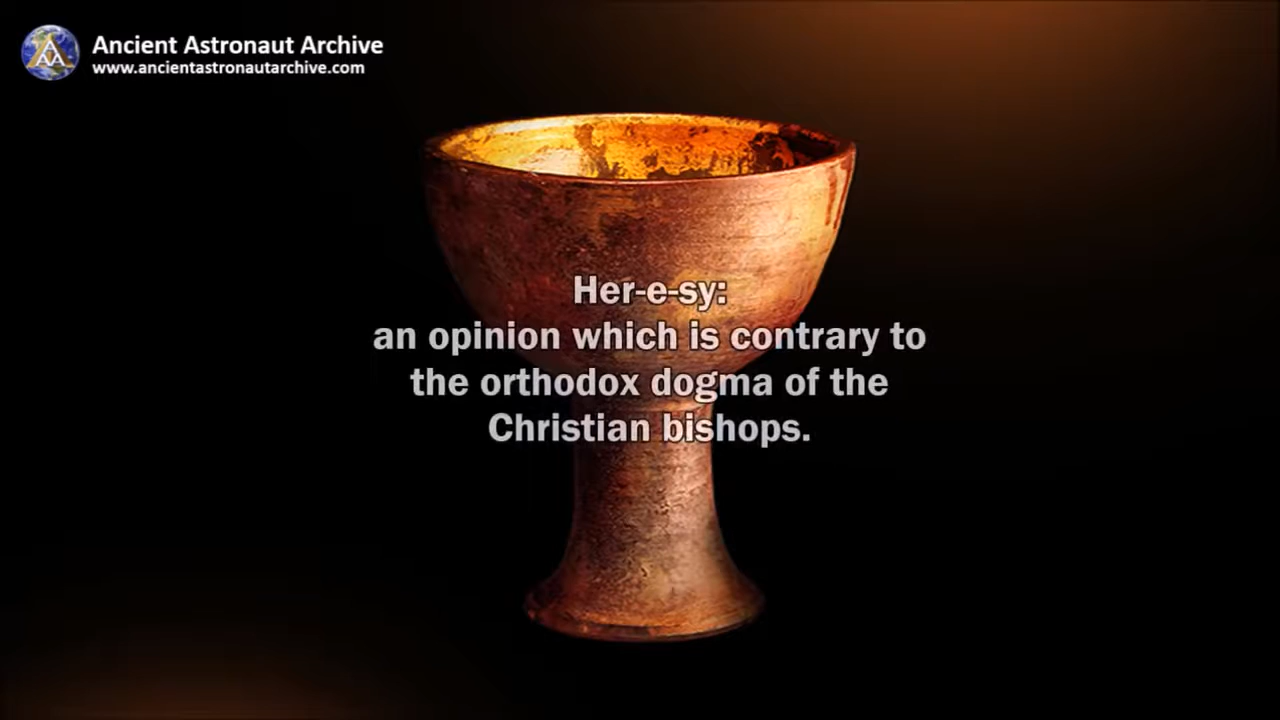 Ancient Astronaut Archive
www.ancientastronautarchive.com
Her-e-sy:
an opinion which is contrary to
the orthodox dogma of the
Christian bishops.